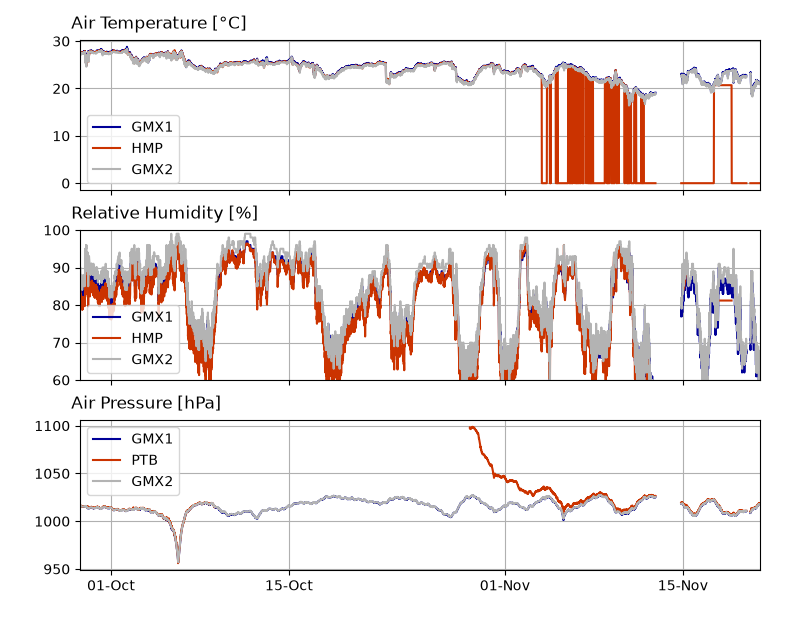 Air Temperature [°C]
30
20
10
0
GMX1
HMP
GMX2
Relative Humidity [%]
100
90
80
70
60
GMX1
HMP
GMX2
Air Pressure [hPa]
1100
1050
1000
950
GMX1
PTB
GMX2
01-Oct 15-Oct 01-Nov 15-Nov